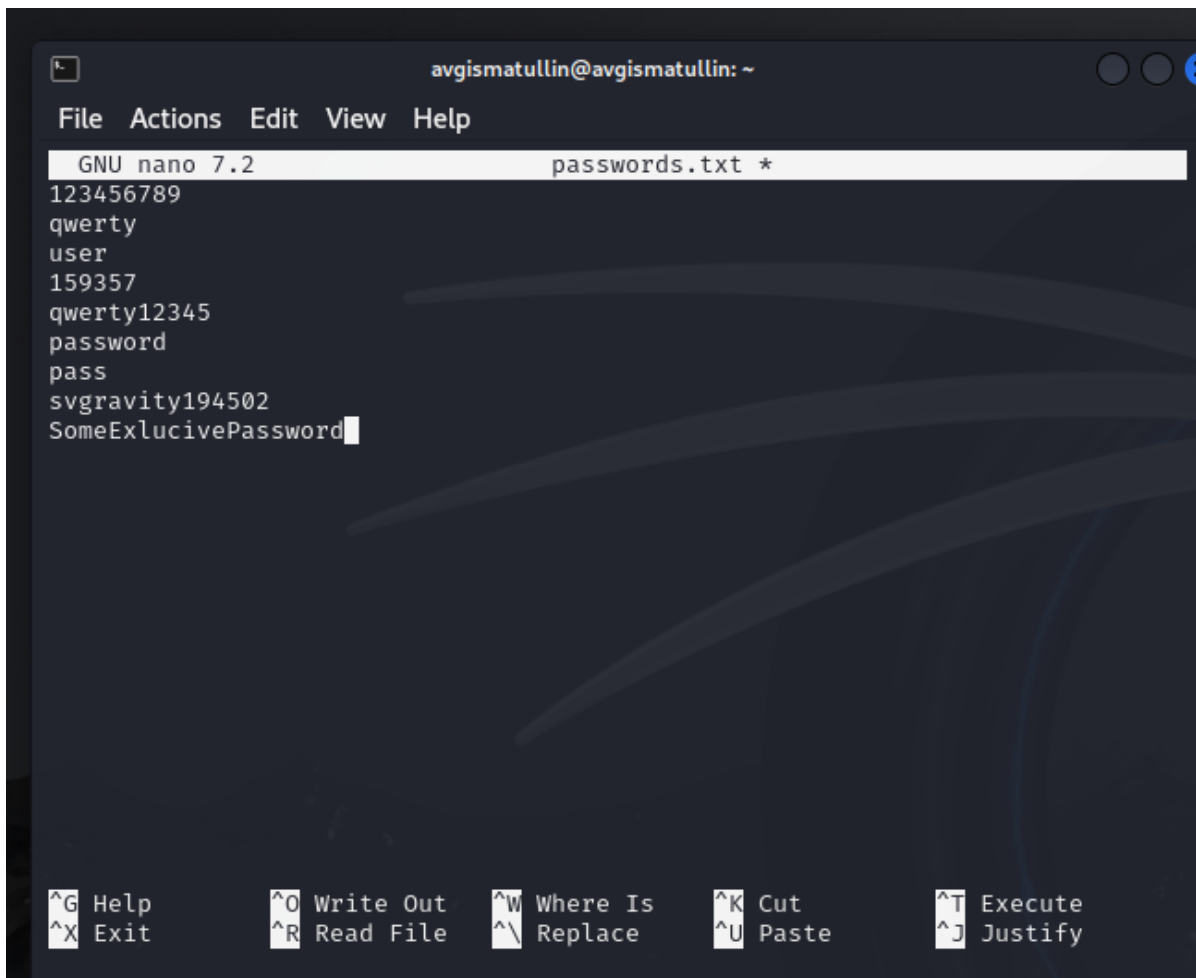 avgismatullin@avgismatullin: ~
File Actions Edit View Help
GNU nano 7.2 passwords.txt *
123456789
qwerty
user
159357
qwerty12345
password
pass
svgravity194502
SomeExlucivePassword
^G Help ^O Write Out ^W Where Is ^K Cut ^T Execute
^X Exit ^R Read File ^\ Replace ^U Paste ^J Justify